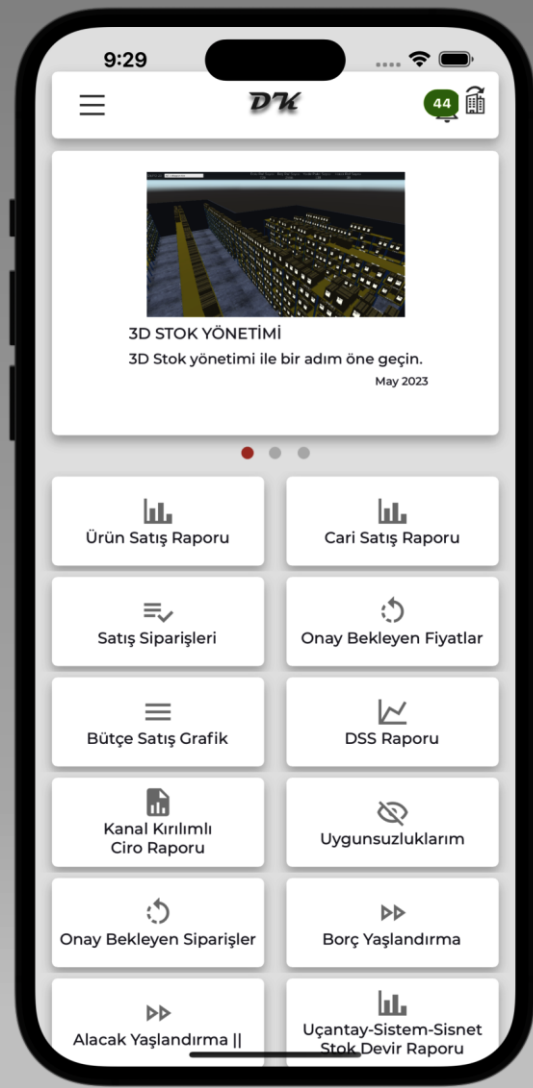 9:29
DK
44
3D STOK YÖNETİMİ
3D Stok yönetimi ile bir adım öne geçin.
May 2023
Ürün Satış Raporu
Cari Satış Raporu
Satış Siparişleri
Onay Bekleyen Fiyatlar
Bütçe Satış Grafik
DSS Raporu
Kanal Kırılımlı
Ciro Raporu
Uygunsuzluklarım
Onay Bekleyen Siparişler
Borç Yaşlandırma
Alacak Yaşlandırma ||
Uçantay-Sistem-Sisnet
Stok Devir Raporu